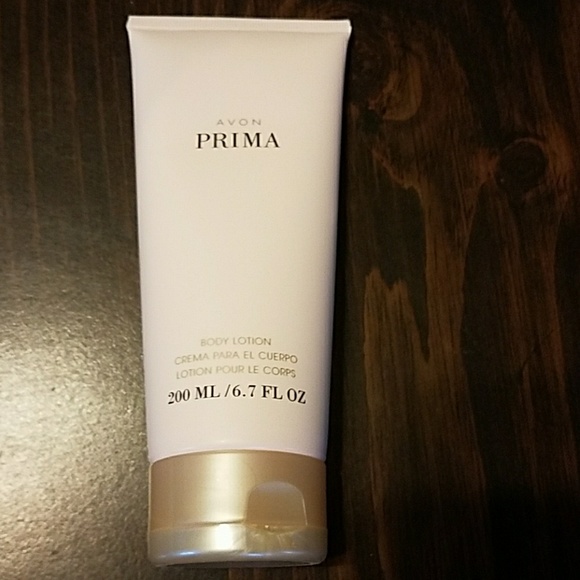 AVON
PRIMA
BODY LOTION
CREMA PARA EL CUERPO
LOTION POUR LE CORPS
200 ML / 6.7 FL OZ